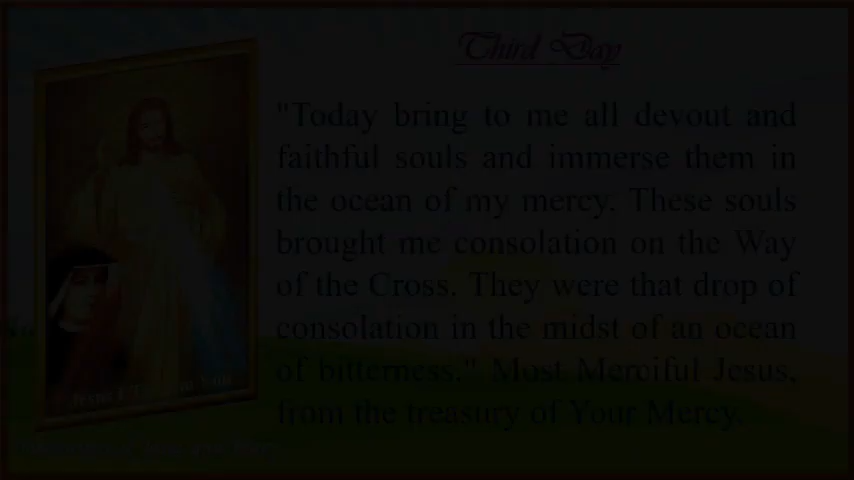 Third Day
"Today bring to me all devout and
faithful souls and immerse them in
the ocean of my mercy. These souls
brought me consolation on the Way
of the Cross. They were that drop of
consolation in the midst of an ocean
of bitterness." Most Merciful Jesus,
from the treasury of Your Mercy.